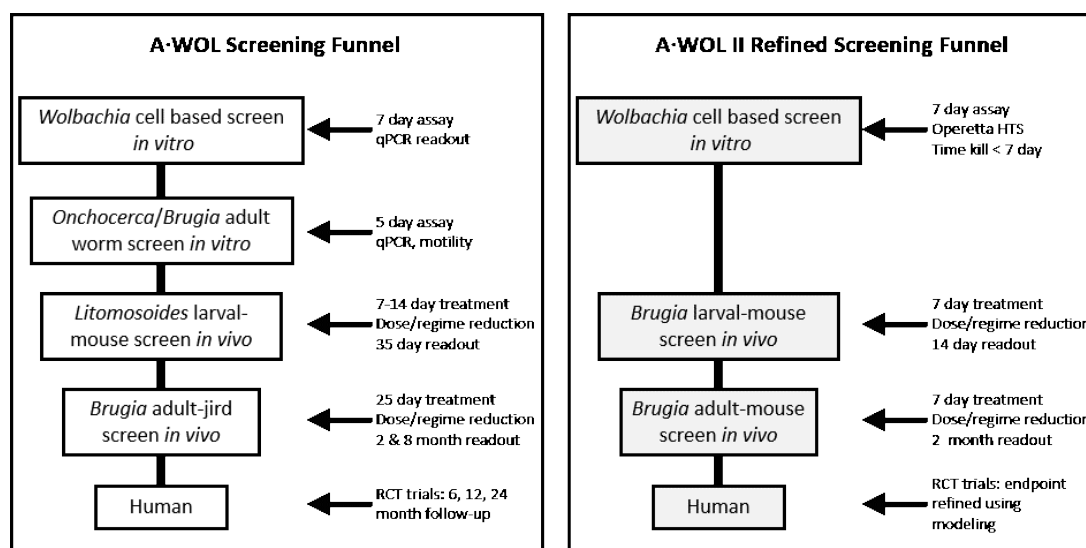 A·WOL Screening Funnel
Wolbachia cell based screen
in vitro
7 day assay
qPCR readout
Onchocerca/Brugia adult
worm screen in vitro
5 day assay
qPCR, motility
Litomosoides larval-
mouse screen in vivo
7-14 day treatment
Dose/regime reduction
35 day readout
Brugia adult-jird
screen in vivo
25 day treatment
Dose/regime reduction
2 & 8 month readout
Human
RCT trials: 6, 12, 24
month follow-up
A·WOL II Refined Screening Funnel
Wolbachia cell based screen
in vitro
7 day assay
Operetta HTS
Time kill < 7 day
Brugia larval-mouse
screen in vivo
7 day treatment
Dose/regime reduction
14 day readout
Brugia adult-mouse
screen in vivo
7 day treatment
Dose/regime reduction
2 month readout
Human
RCT trials: endpoint
refined using
modeling